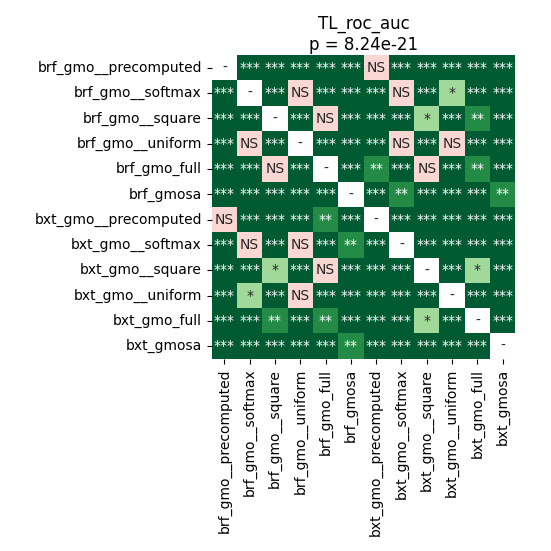 TL_roc_auc
p = 8.24e-21
brf_gmo__precomputed - *** *** *** *** *** NS *** *** *** *** ***
brf_gmo__softmax *** - *** NS *** *** *** NS *** * *** ***
brf_gmo__square *** *** - *** NS *** *** *** * *** ** ***
brf_gmo__uniform *** NS *** - *** *** *** NS *** NS *** ***
brf_gmo_full *** *** NS *** - *** ** *** NS *** ** ***
brf_gmosa *** *** *** *** *** - *** ** *** *** *** **
bxt_gmo__precomputed NS *** *** *** ** *** - *** *** *** *** ***
bxt_gmo__softmax *** NS *** NS *** ** *** - *** *** *** ***
bxt_gmo__square *** *** * *** NS *** *** *** - *** * ***
bxt_gmo__uniform *** * *** NS *** *** *** *** *** - *** ***
bxt_gmo_full *** *** ** *** ** *** *** *** * *** - ***
bxt_gmosa *** *** *** *** *** ** *** *** *** *** *** -
brf_gmo__precomputed
brf_gmo__softmax
brf_gmo__square
brf_gmo__uniform
brf_gmo_full
brf_gmosa
bxt_gmo__precomputed
bxt_gmo__softmax
bxt_gmo__square
bxt_gmo__uniform
bxt_gmo_full
bxt_gmosa